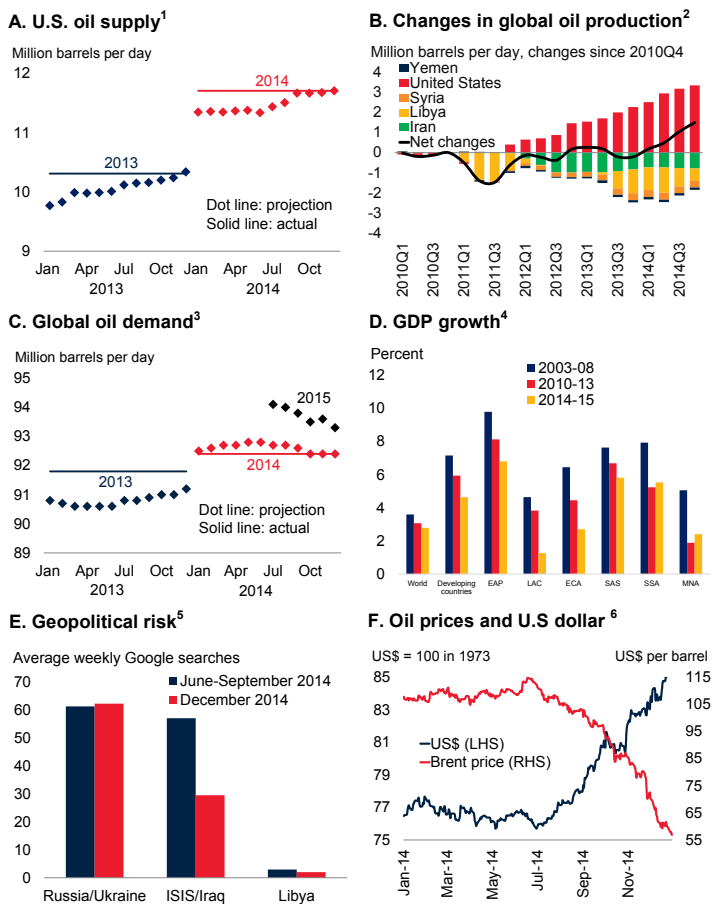 A. U.S. oil supply1
Million barrels per day
12
11
10
9
2014
2013
Dot line: projection
Solid line: actual
Jan Apr Jul Oct Jan Apr Jul Oct
2013 2014
B. Changes in global oil production2
Million barrels per day, changes since 2010Q4
4
3
2
1
0
-1
-2
-3
-4
Yemen
United States
Syria
Libya
Iran
Net changes
2010Q1
2010Q3
2011Q1
2011Q3
2012Q1
2012Q3
2013Q1
2013Q3
2014Q1
2014Q3
C. Global oil demand3
Million barrels per day
95
94
93
92
91
90
89
2015
2014
2013
Dot line: projection
Solid line: actual
Jan Apr Jul Oct Jan Apr Jul Oct
2013 2014
D. GDP growth4
Percent
12
10
8
6
4
2
0
2003-08
2010-13
2014-15
World
Developing
countries
EAP
LAC
ECA
SAS
SSA
MNA
E. Geopolitical risk5
Average weekly Google searches
70
60
50
40
30
20
10
0
June-September 2014
December 2014
Russia/Ukraine ISIS/Iraq Libya
F. Oil prices and U.S dollar 6
US$ = 100 in 1973 US$ per barrel
85
83
81
79
77
75
115
105
95
85
75
65
55
US$ (LHS)
Brent price (RHS)
Jan-14
Mar-14
May-14
Jul-14
Sep-14
Nov-14